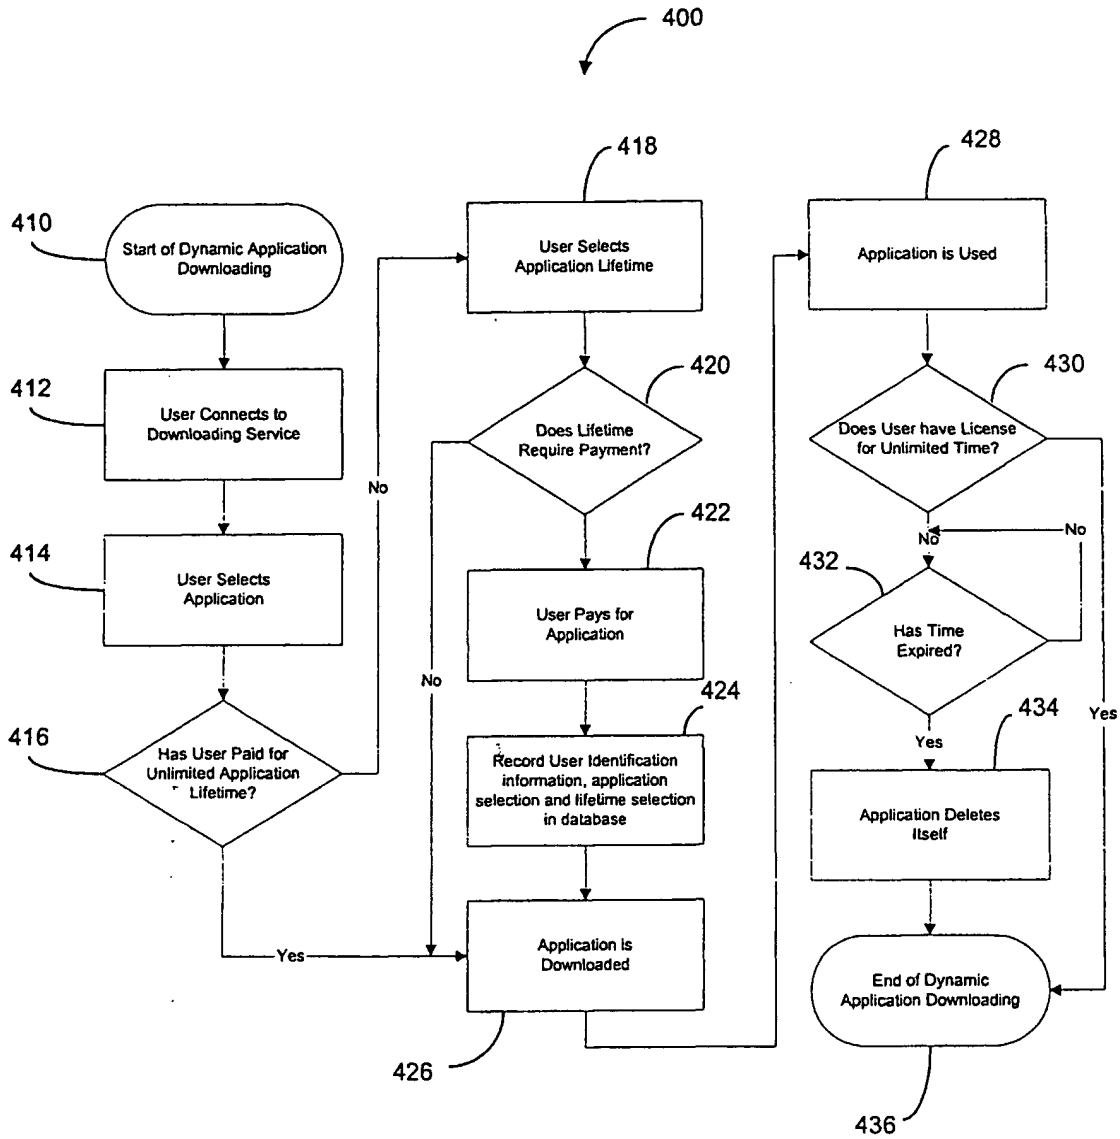 400
410
Start of Dynamic Application
Downloading
412
User Connects to
Downloading Service
414
User Selects
Application
416
Has User Paid for
Unlimited Application
Lifetime?
No
Yes
418
User Selects
Application Lifetime
420
Does Lifetime
Require Payment?
No
422
User Pays for
Application
424
Record User Identification
information, application
selection and lifetime selection
in database
Application is
Downloaded
426
428
Application is Used
430
Does User have License
for Unlimited Time?
No
No
432
Has Time
Expired?
Yes
Yes
434
Application Deletes
Itself
End of Dynamic
Application Downloading
436